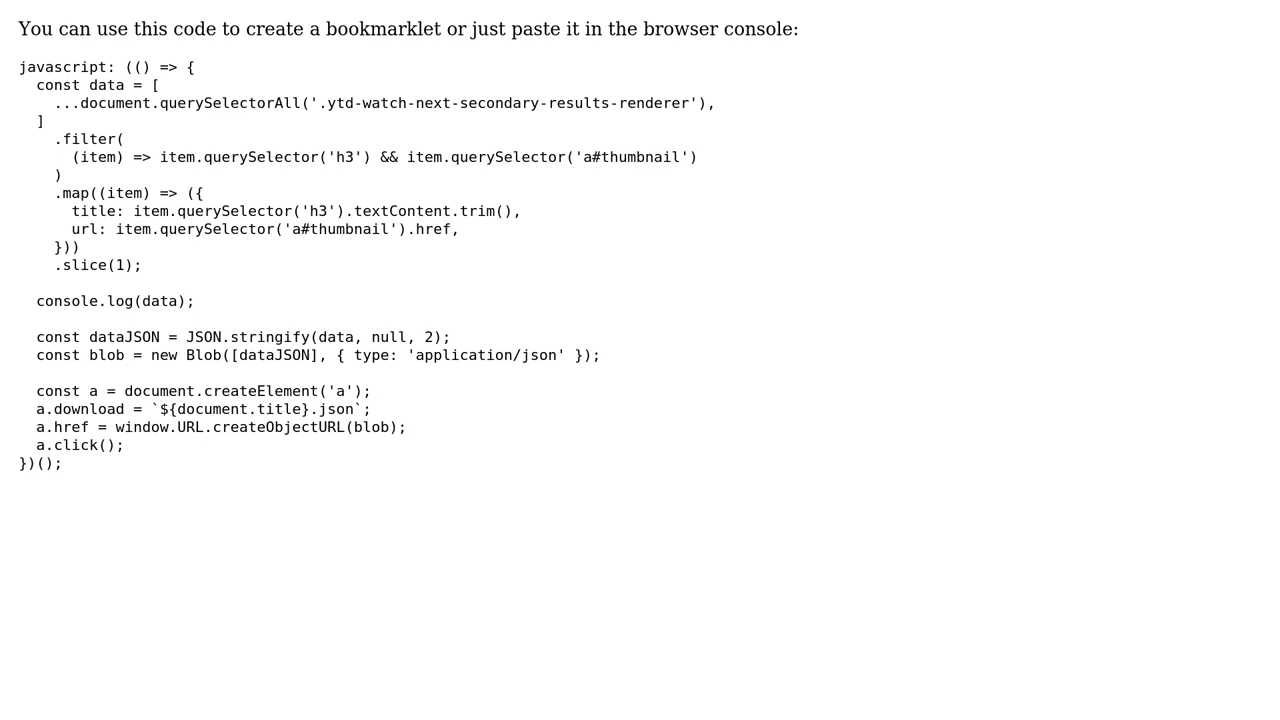 You can use this code to create a bookmarklet or just paste it in the browser console:
javascript: (() => {
  const data = [
    ...document.querySelectorAll('.ytd-watch-next-secondary-results-renderer'),
  ]
    .filter(
      (item) => item.querySelector('h3') && item.querySelector('a#thumbnail')
    )
    .map((item) => ({
      title: item.querySelector('h3').textContent.trim(),
      url: item.querySelector('a#thumbnail').href,
    }))
    .slice(1);

  console.log(data);

  const dataJSON = JSON.stringify(data, null, 2);
  const blob = new Blob([dataJSON], { type: 'application/json' });

  const a = document.createElement('a');
  a.download = `${document.title}.json`;
  a.href = window.URL.createObjectURL(blob);
  a.click();
})();